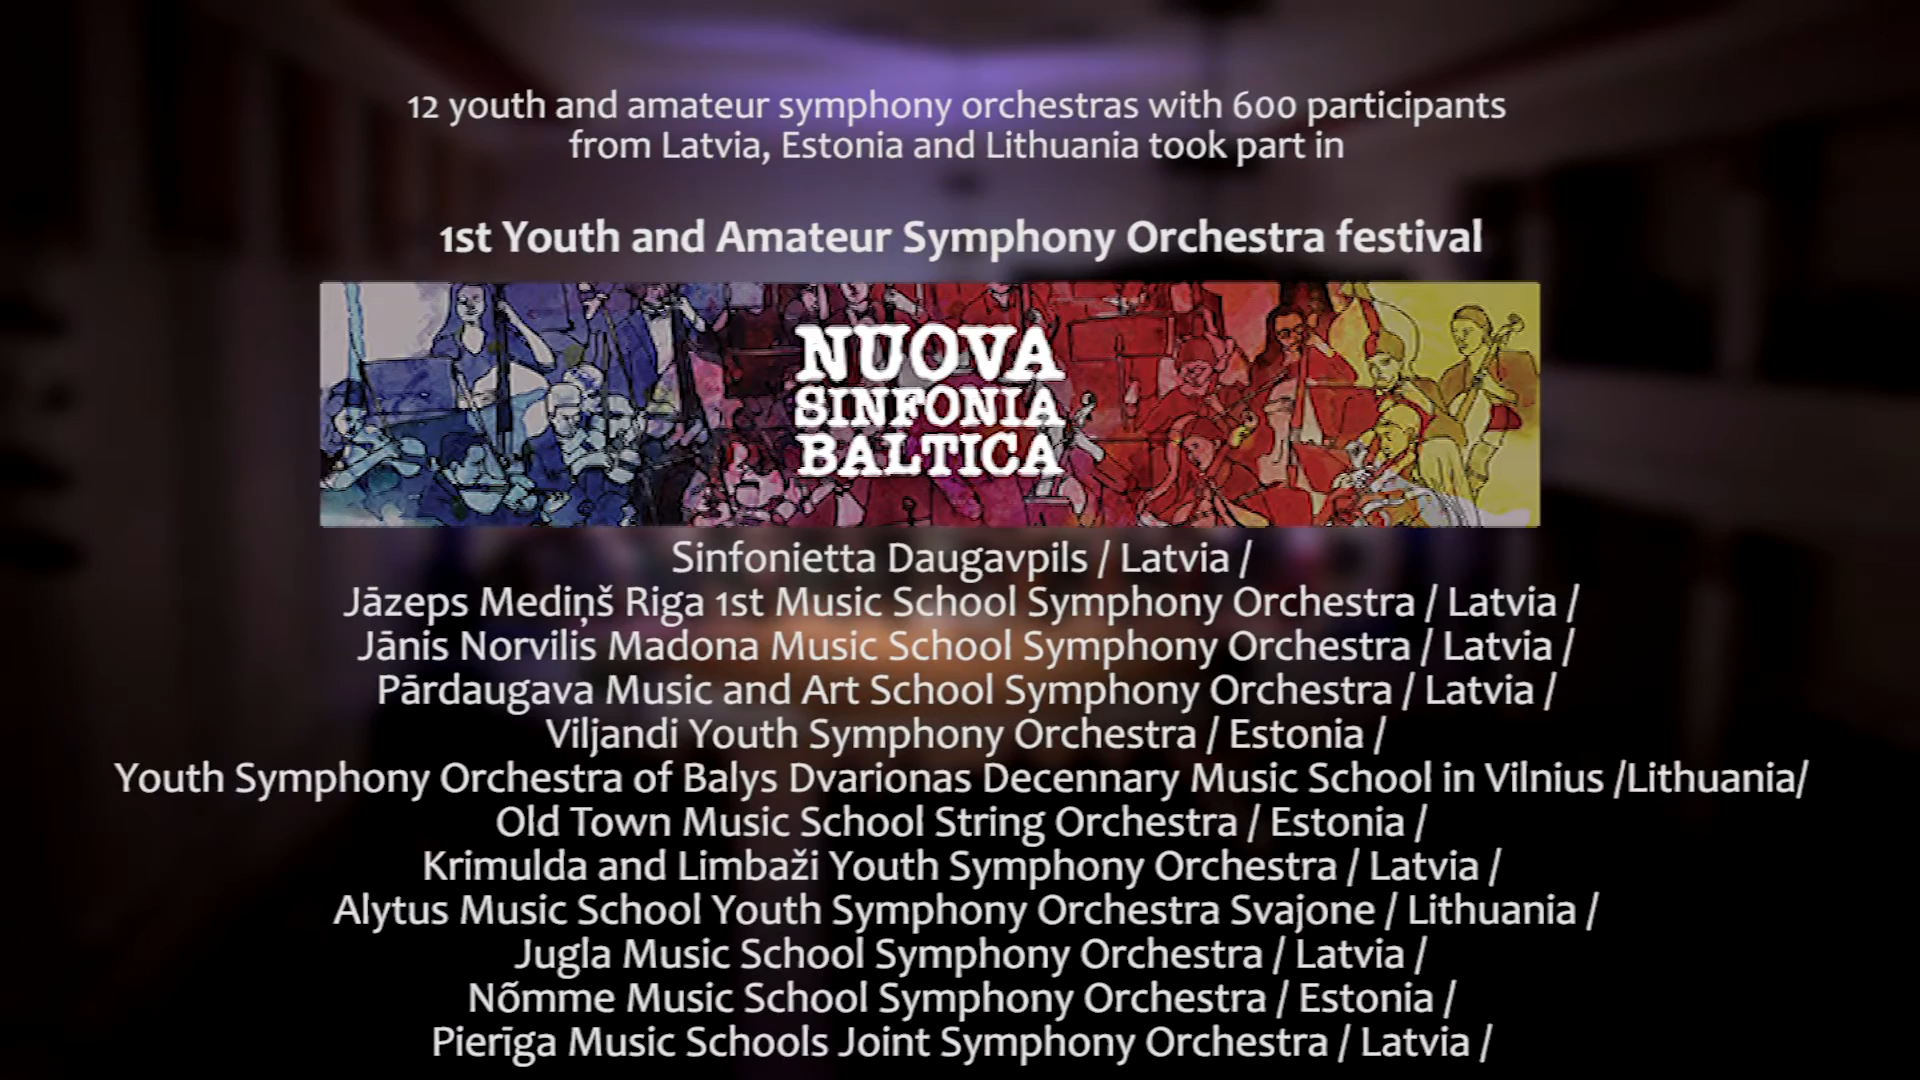 12 youth and amateur symphony orchestras with 600 participants
from Latvia, Estonia and Lithuania took part in
1st Youth and Amateur Symphony Orchestra festival
NUOVA
SINFONIA
BALTICA
Sinfonietta Daugavpils / Latvia /
Jāzeps Mediņš Riga 1st Music School Symphony Orchestra / Latvia /
Jānis Norvilis Madona Music School Symphony Orchestra / Latvia /
Pārdaugava Music and Art School Symphony Orchestra / Latvia /
Viljandi Youth Symphony Orchestra / Estonia /
Youth Symphony Orchestra of Balys Dvarionas Decennary Music School in Vilnius /Lithuania/
Old Town Music School String Orchestra / Estonia /
Krimulda and Limbaži Youth Symphony Orchestra / Latvia /
Alytus Music School Youth Symphony Orchestra Svajone / Lithuania /
Jugla Music School Symphony Orchestra / Latvia /
Nõmme Music School Symphony Orchestra / Estonia /
Pierīga Music Schools Joint Symphony Orchestra / Latvia /